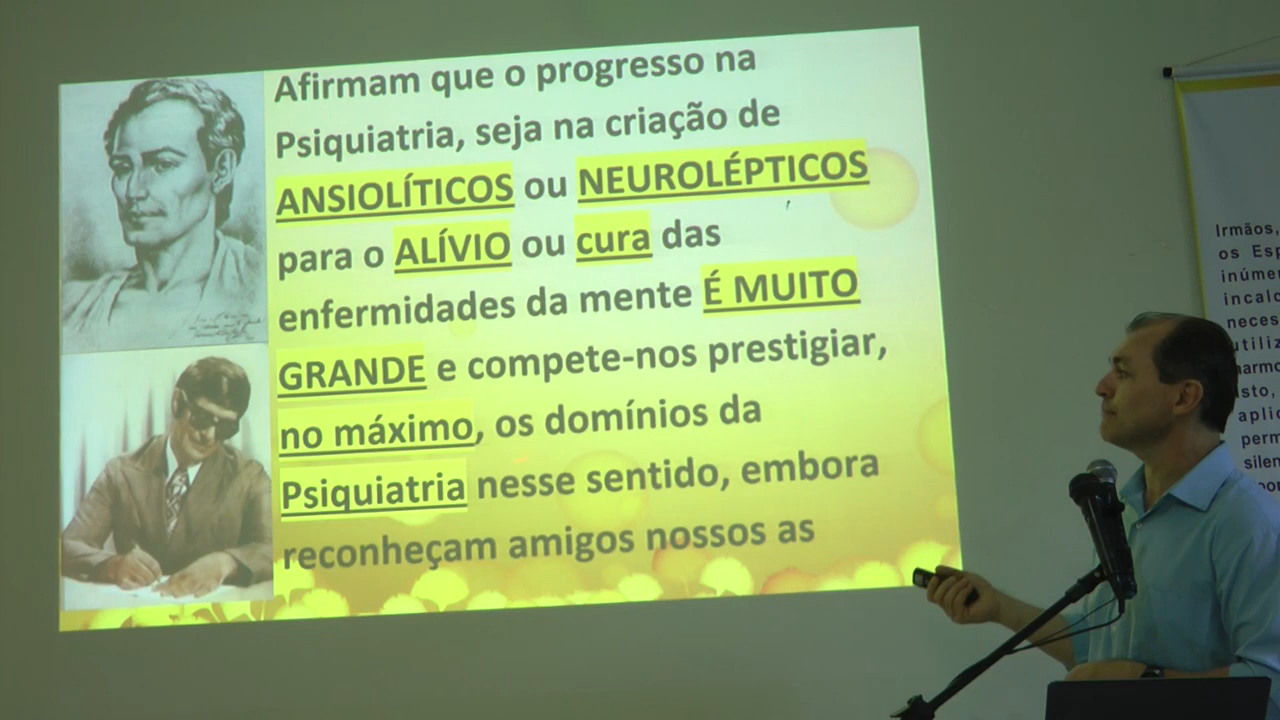 Afirmam que o progresso na
Psiquiatria, seja na criação de
ANSIOLÍTICOS ou NEUROLÉPTICOS
para o ALÍVIO ou cura das
enfermidades da mente É MUITO
GRANDE e compete-nos prestigiar,
no máximo, os domínios da
Psiquiatria nesse sentido, embora
reconheçam amigos nossos as
Irmãos,
os Esp
inúmer
incalc
neces
utiliz
harmo
isto,
aplic
perm
silen